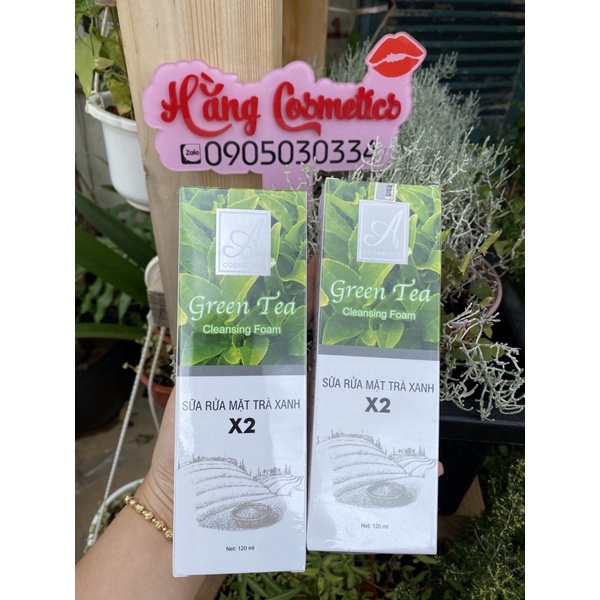 Hằng Cosmetics
Zalo 0905030334
A
COSMETICS
Green Tea
Cleansing Foam
SỮA RỬA MẶT TRÀ XANH
X2
Net: 120 ml
A
COSMETICS
Green Tea
Cleansing Foam
SỮA RỬA MẶT TRÀ XANH
X2
Net: 120 ml